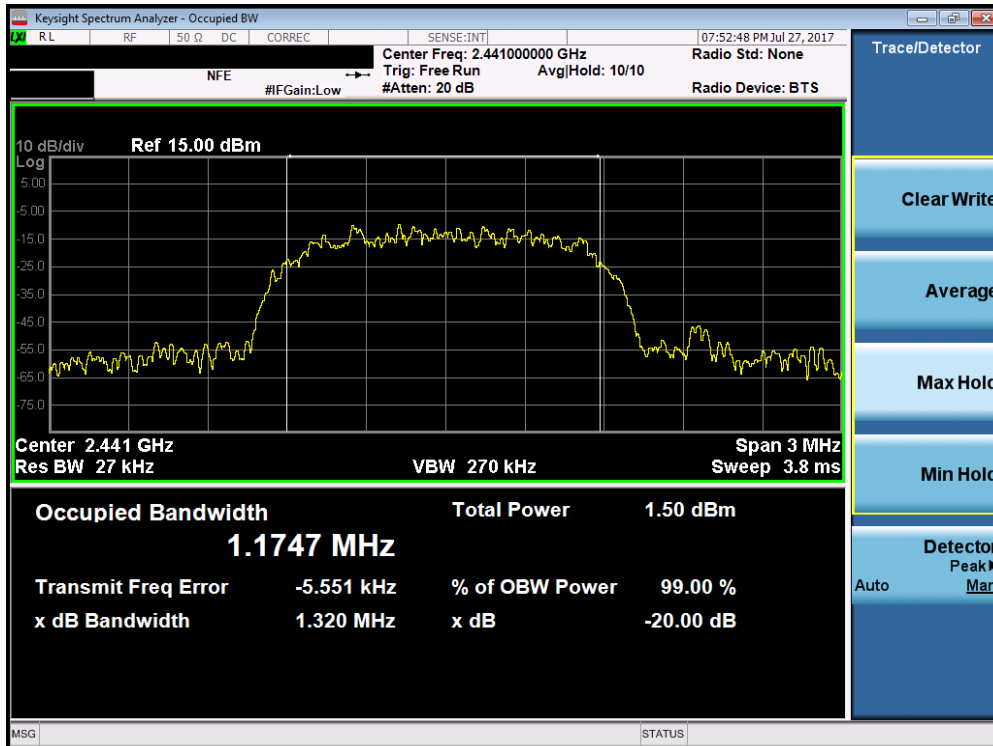 Keysight Spectrum Analyzer - Occupied BW
LXI RL RF 50 Ω DC CORREC SENSE:INT 07:52:48 PM Jul 27, 2017
Center Freq: 2.441000000 GHz Radio Std: None
NFE Trig: Free Run Avg|Hold: 10/10
#IFGain:Low #Atten: 20 dB Radio Device: BTS
Trace/Detector
10 dB/div Ref 15.00 dBm
Log
5.00
-5.00
-15.0
-25.0
-35.0
-45.0
-55.0
-65.0
-75.0
Center 2.441 GHz Span 3 MHz
Res BW 27 kHz VBW 270 kHz Sweep 3.8 ms
Occupied Bandwidth Total Power 1.50 dBm
1.1747 MHz
Transmit Freq Error -5.551 kHz % of OBW Power 99.00 %
x dB Bandwidth 1.320 MHz x dB -20.00 dB
Clear Write
Average
Max Hold
Min Hold
Detector
Peak
Auto Man
MSG STATUS